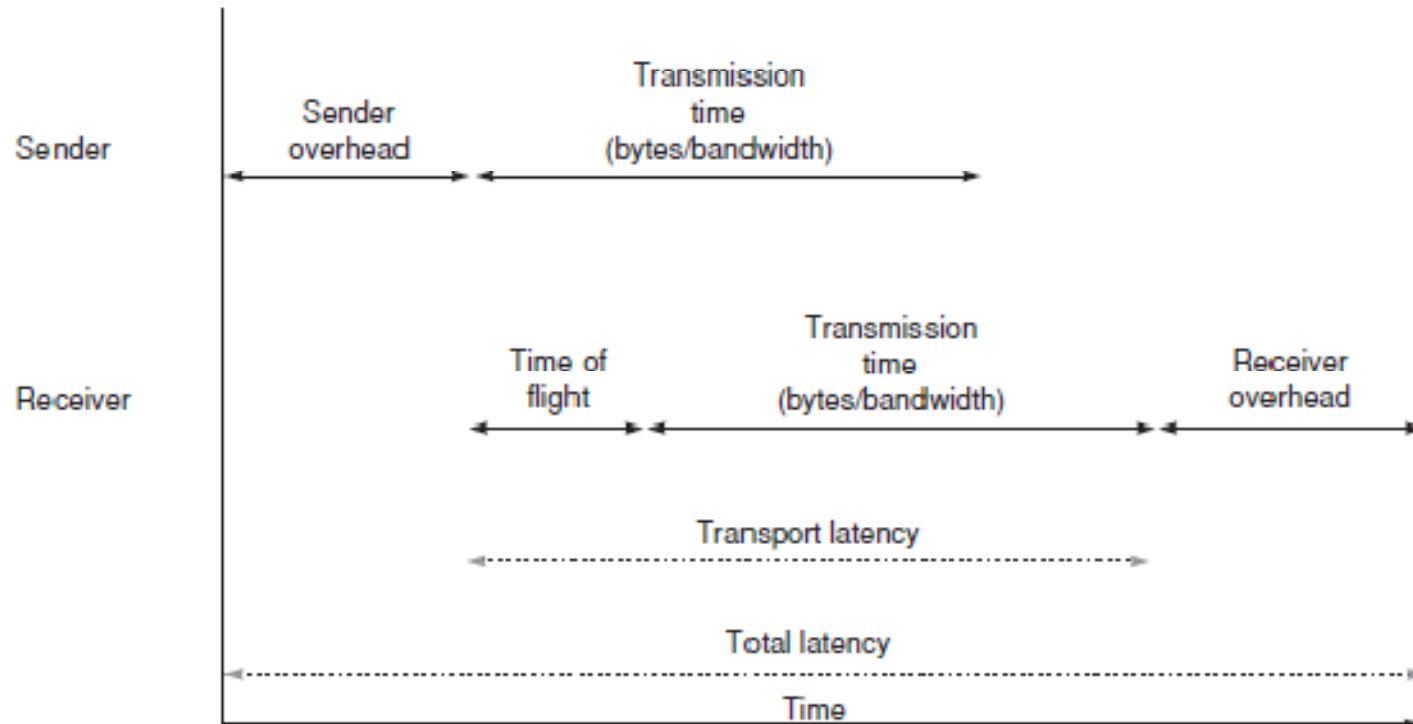 Transmission
time
(bytes/bandwidth)
Sender
overhead
Sender
Transmission
time
(bytes/bandwidth)
Time of
flight
Receiver
overhead
Receiver
Transport latency
Total latency
Time